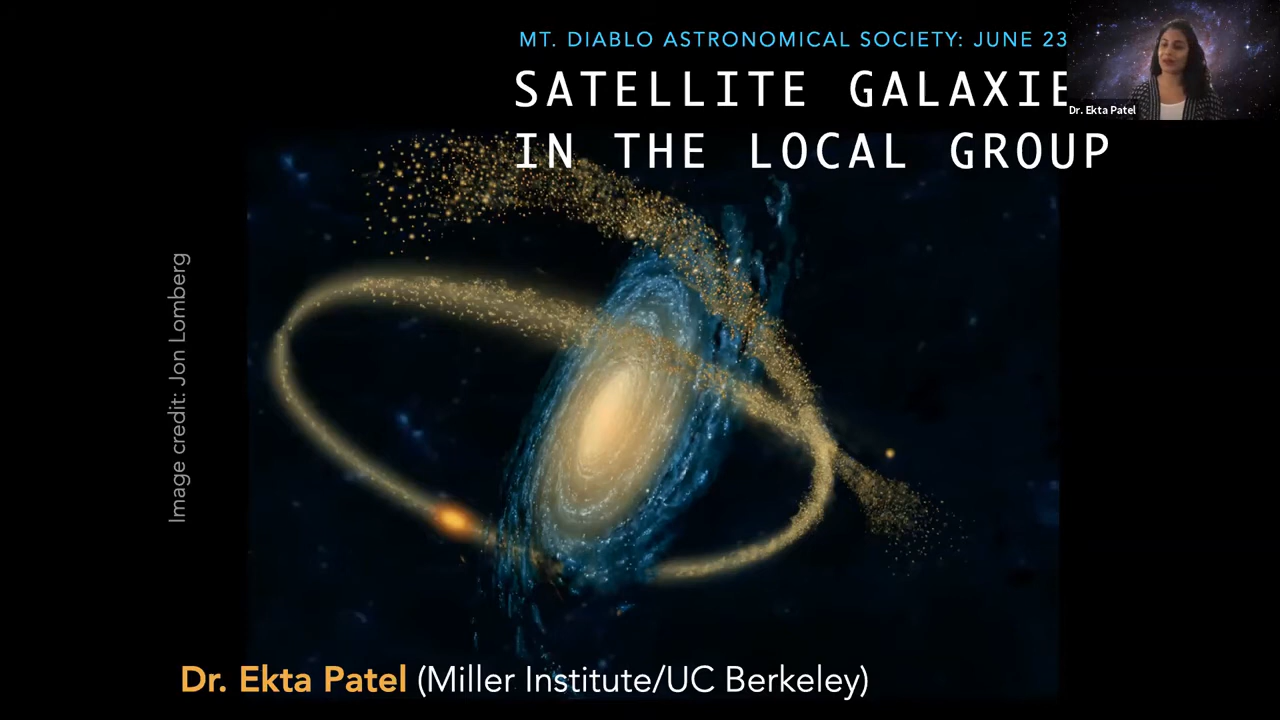 MT. DIABLO ASTRONOMICAL SOCIETY: JUNE 23
SATELLITE GALAXIE
IN THE LOCAL GROUP
Dr. Ekta Patel
Image credit: Jon Lomberg
Dr. Ekta Patel (Miller Institute/UC Berkeley)